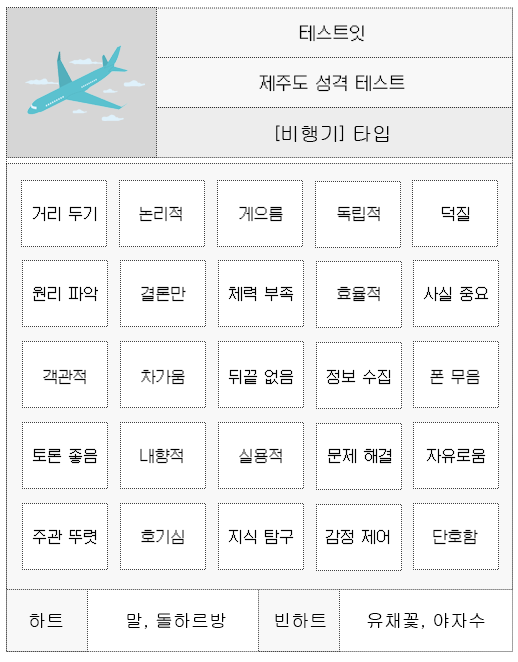 테스트잇
제주도 성격 테스트
[비행기] 타입
거리 두기 논리적 게으름 독립적 덕질
원리 파악 결론만 체력 부족 효율적 사실 중요
객관적 차가움 뒤끝 없음 정보 수집 폰 무음
토론 좋음 내향적 실용적 문제 해결 자유로움
주관 뚜렷 호기심 지식 탐구 감정 제어 단호함
하트 말, 돌하르방 빈하트 유채꽃, 야자수